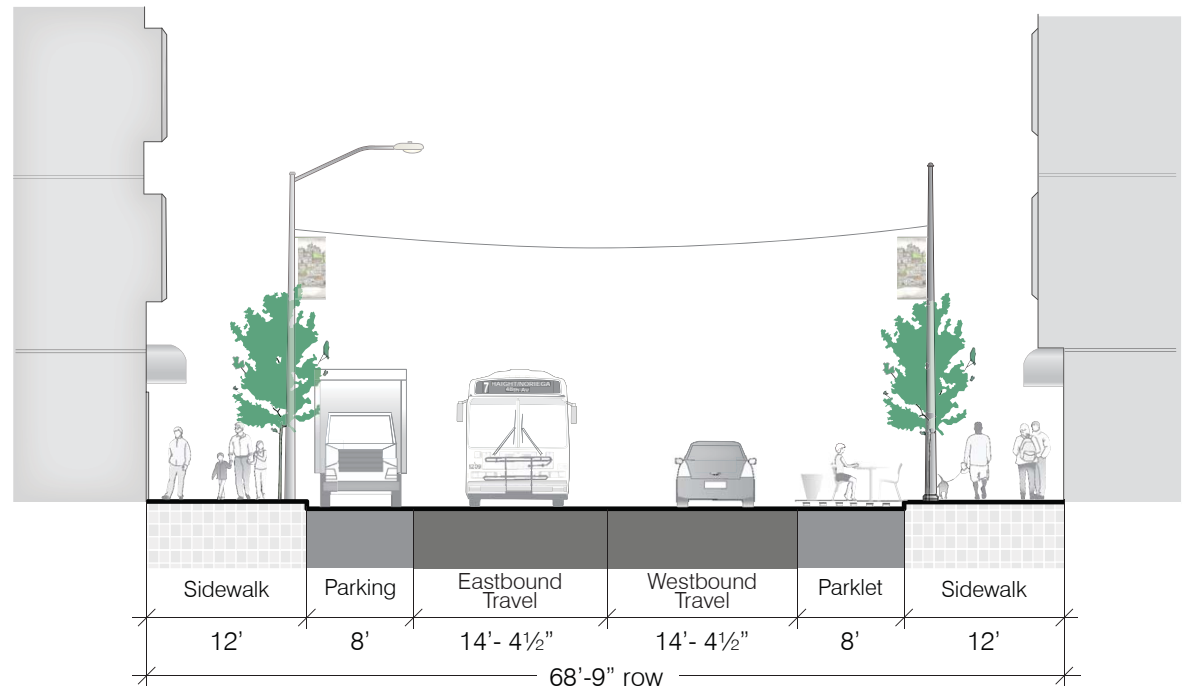 7 HAIGHT/NORIEGA
Sidewalk
Parking
Eastbound
Travel
Westbound
Travel
Parklet
Sidewalk
12’
8’
14’- 4½”
14’- 4½”
8’
12’
68’-9” row